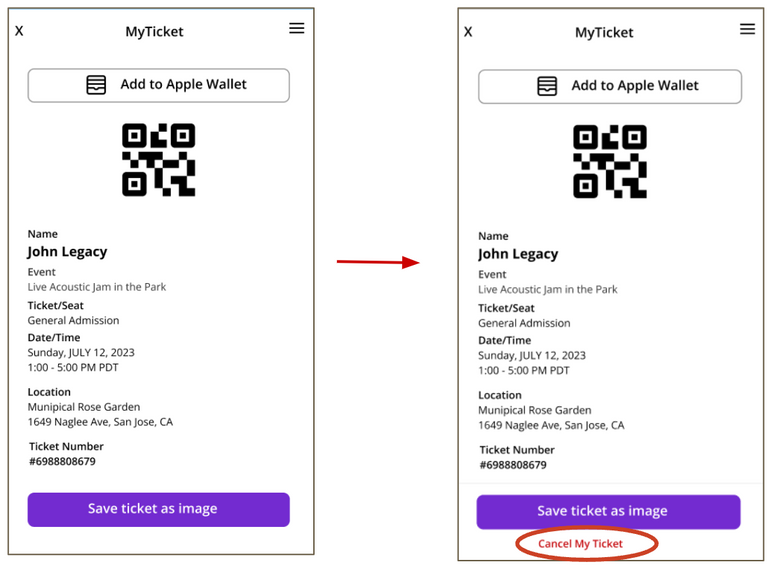 X
MyTicket
Add to Apple Wallet
Name
John Legacy
Event
Live Acoustic Jam in the Park
Ticket/Seat
General Admission
Date/Time
Sunday, JULY 12, 2023
1:00 - 5:00 PM PDT
Location
Munipical Rose Garden
1649 Naglee Ave, San Jose, CA
Ticket Number
#6988808679
Save ticket as image
X
MyTicket
Add to Apple Wallet
Name
John Legacy
Event
Live Acoustic Jam in the Park
Ticket/Seat
General Admission
Date/Time
Sunday, JULY 12, 2023
1:00 - 5:00 PM PDT
Location
Munipical Rose Garden
1649 Naglee Ave, San Jose, CA
Ticket Number
#6988808679
Save ticket as image
Cancel My Ticket